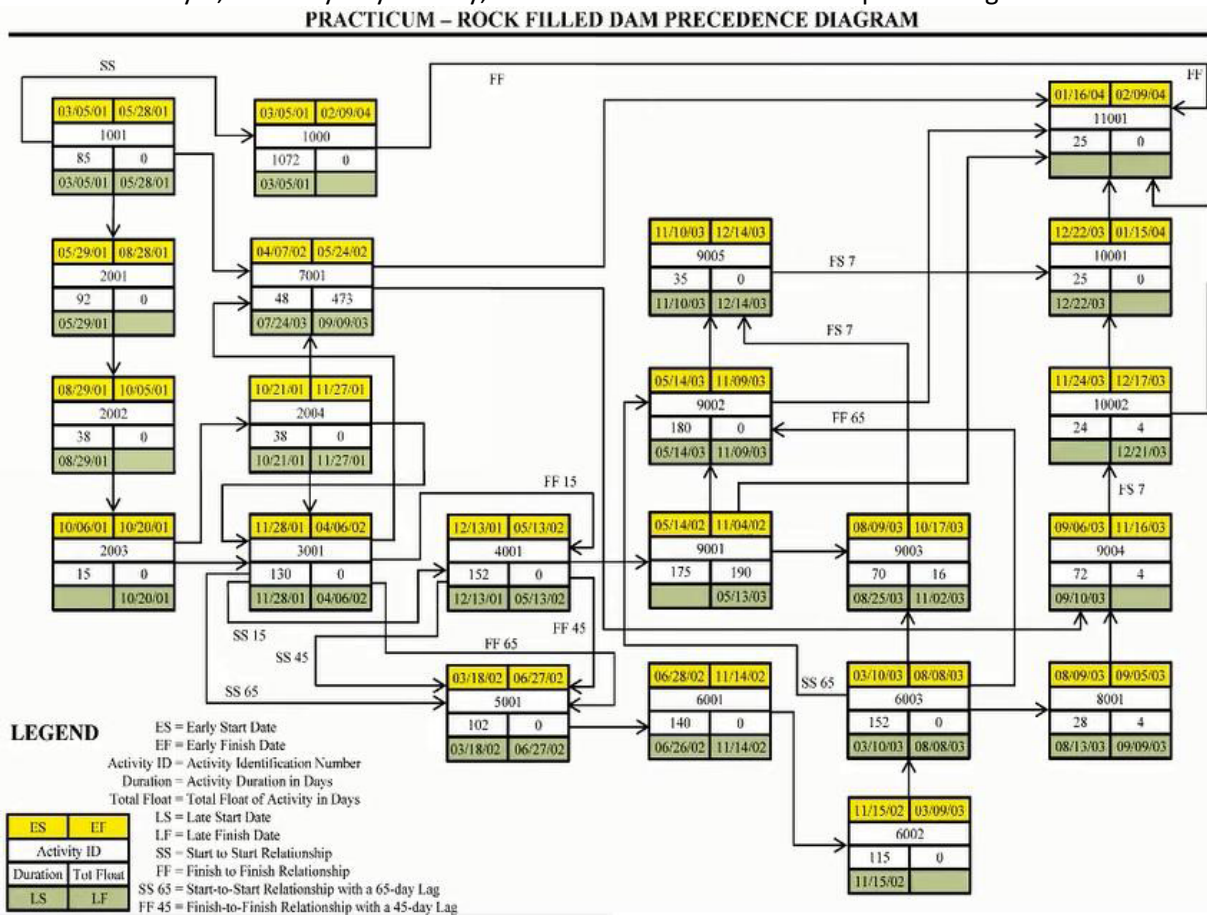 PRACTICUM – ROCK FILLED DAM PRECEDENCE DIAGRAM
SS
FF
FF
03/05/01 05/28/01
1001
85 0
03/05/01 05/28/01
03/05/01 02/09/04
1000
1072 0
03/05/01
01/16/04 02/09/04
11001
25 0
05/29/01 08/28/01
2001
92 0
05/29/01
04/07/02 05/24/02
7001
48 473
07/24/03 09/09/03
11/10/03 12/14/03
9005
35 0
11/10/03 12/14/03
FS 7
12/22/03 01/15/04
10001
25 0
12/22/03
FS 7
08/29/01 10/05/01
2002
38 0
08/29/01
10/21/01 11/27/01
2004
38 0
10/21/01 11/27/01
05/14/03 11/09/03
9002
180 0
05/14/03 11/09/03
FF 65
11/24/03 12/17/03
10002
24 4
12/21/03
FF 15
FS 7
10/06/01 10/20/01
2003
15 0
10/20/01
11/28/01 04/06/02
3001
130 0
11/28/01 04/06/02
12/13/01 05/13/02
4001
152 0
12/13/01 05/13/02
05/14/02 11/04/02
9001
175 190
05/13/03
08/09/03 10/17/03
9003
70 16
08/25/03 11/02/03
09/06/03 11/16/03
9004
72 4
09/10/03
SS 15
FF 45
SS 45
FF 65
SS 65
SS 65
03/18/02 06/27/02
5001
102 0
03/18/02 06/27/02
06/28/02 11/14/02
6001
140 0
06/26/02 11/14/02
03/10/03 08/08/03
6003
152 0
03/10/03 08/08/03
08/09/03 09/05/03
8001
28 4
08/13/03 09/09/03
11/15/02 03/09/03
6002
115 0
11/15/02
LEGEND
ES = Early Start Date
EF = Early Finish Date
Activity ID = Activity Identification Number
Duration = Activity Duration in Days
Total Float = Total Float of Activity in Days
LS = Late Start Date
LF = Late Finish Date
SS = Start to Start Relationship
FF = Finish to Finish Relationship
SS 65 = Start-to-Start Relationship with a 65-day Lag
FF 45 = Finish-to-Finish Relationship with a 45-day Lag
ES EF
Activity ID
Duration Tot Float
LS LF